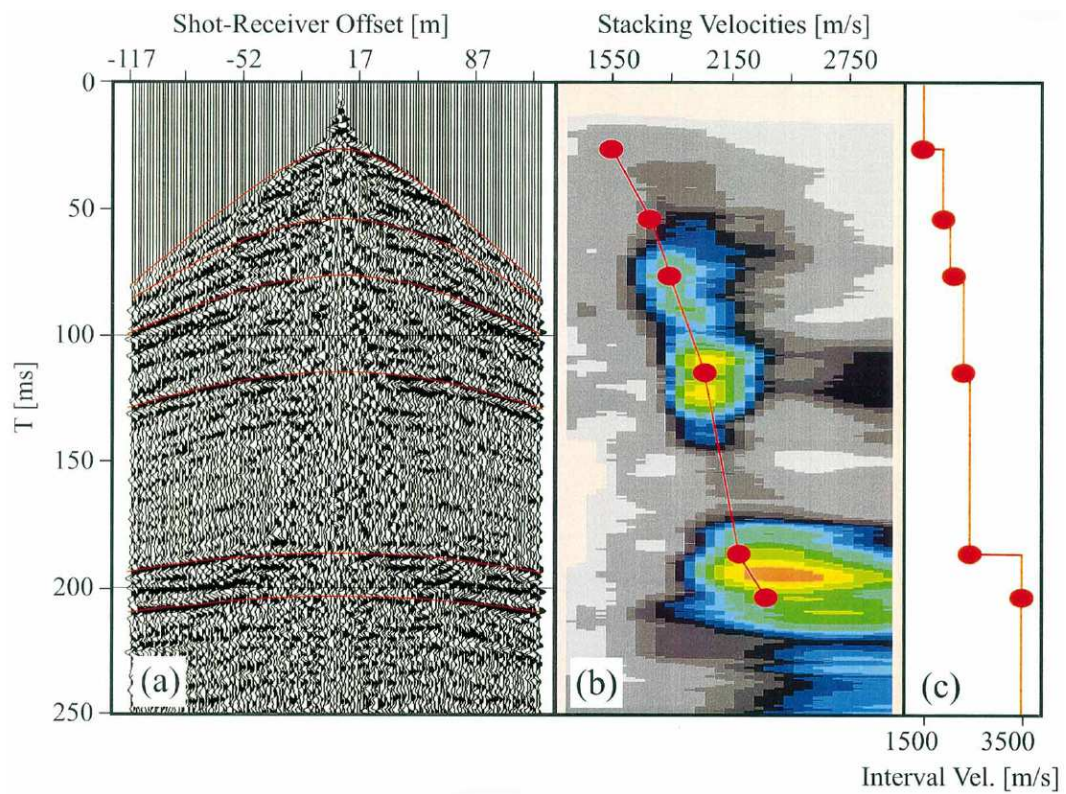 Shot-Receiver Offset [m]
Stacking Velocities [m/s]
-117 -52 17 87
1550 2150 2750
T [ms]
0
50
100
150
200
250
(a)
(b)
(c)
1500 3500
Interval Vel. [m/s]